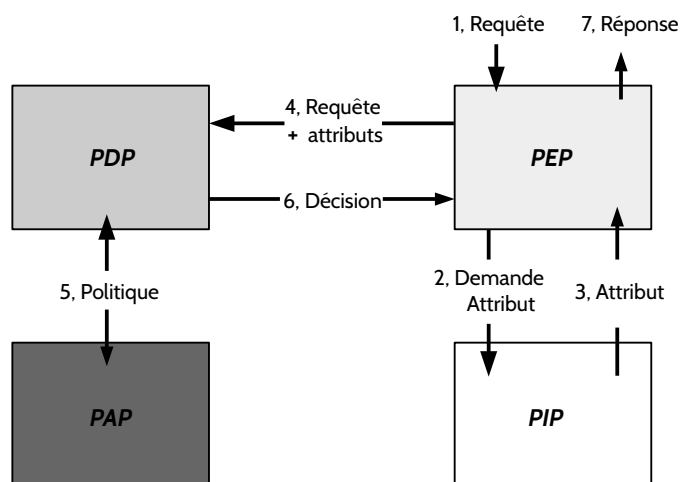 1, Requête
7, Réponse
4, Requête
+ attributs
PDP
PEP
6, Décision
2, Demande
Attribut
3, Attribut
5, Politique
PAP
PIP